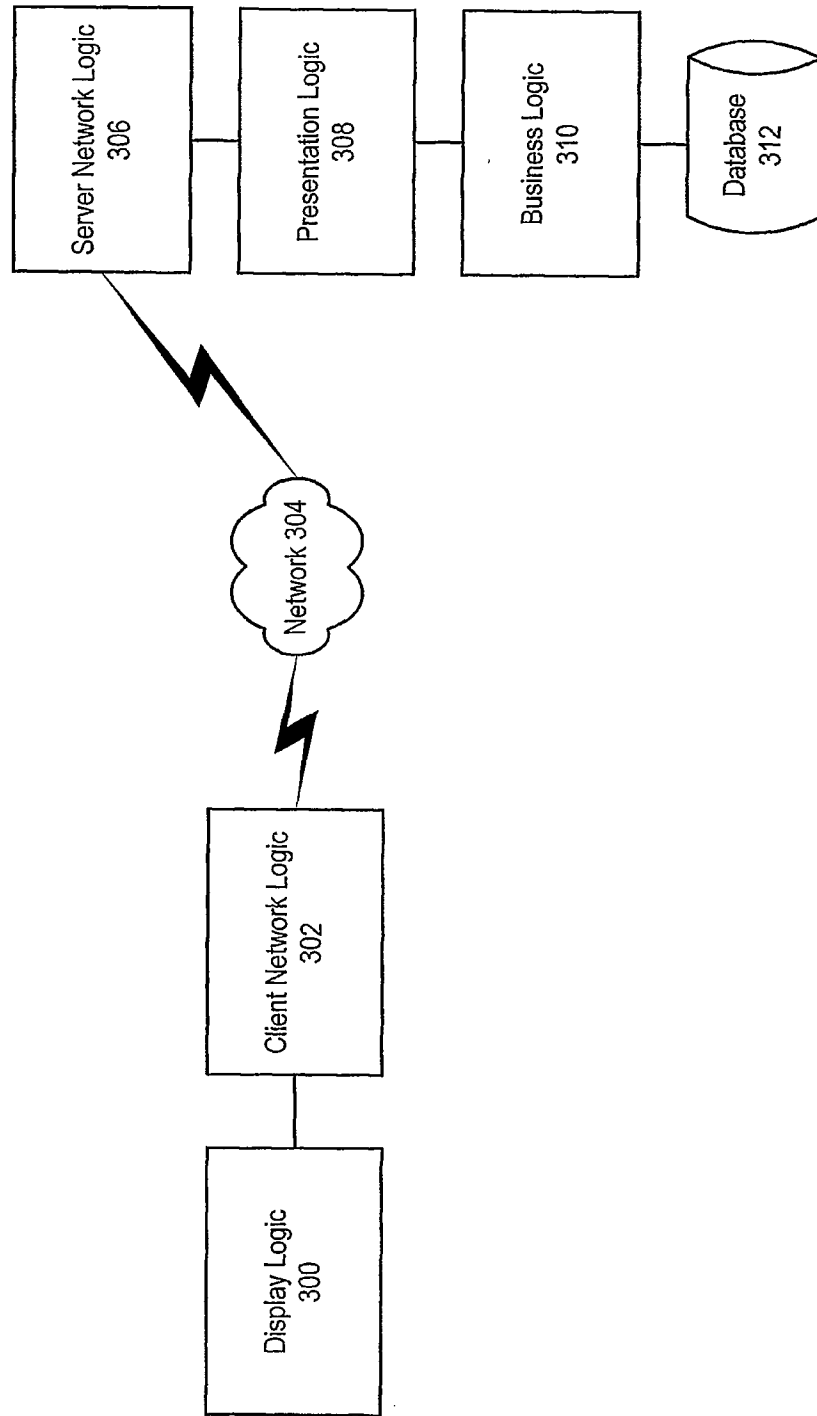 Display Logic
300
Client Network Logic
302
Network 304
Server Network Logic
306
Presentation Logic
308
Business Logic
310
Database
312